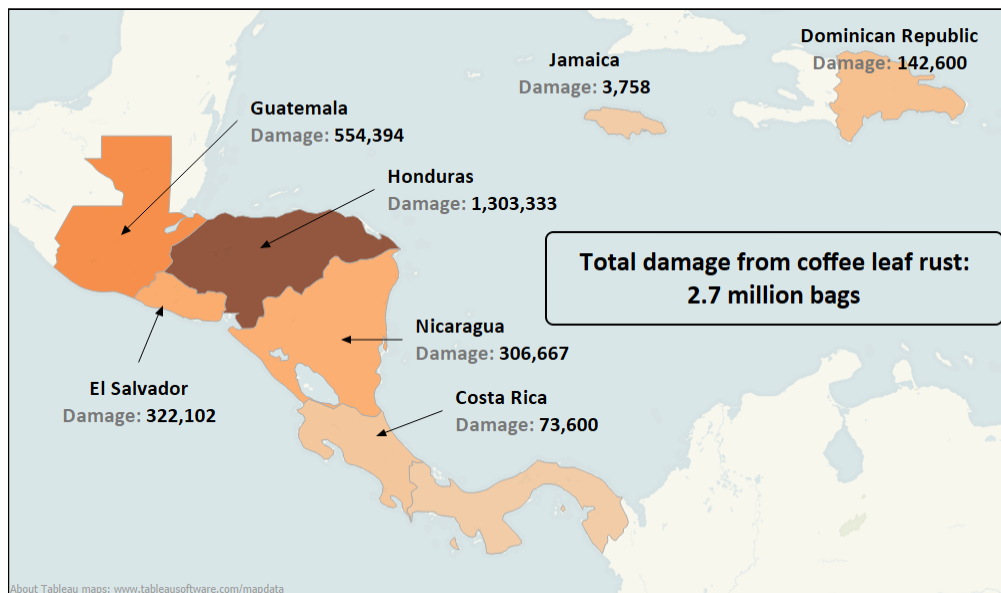 Dominican Republic
Damage: 142,600
Jamaica
Damage: 3,758
Guatemala
Damage: 554,394
Honduras
Damage: 1,303,333
Total damage from coffee leaf rust:
2.7 million bags
Nicaragua
Damage: 306,667
El Salvador
Damage: 322,102
Costa Rica
Damage: 73,600
About Tableau maps: www.tableausoftware.com/mapdata